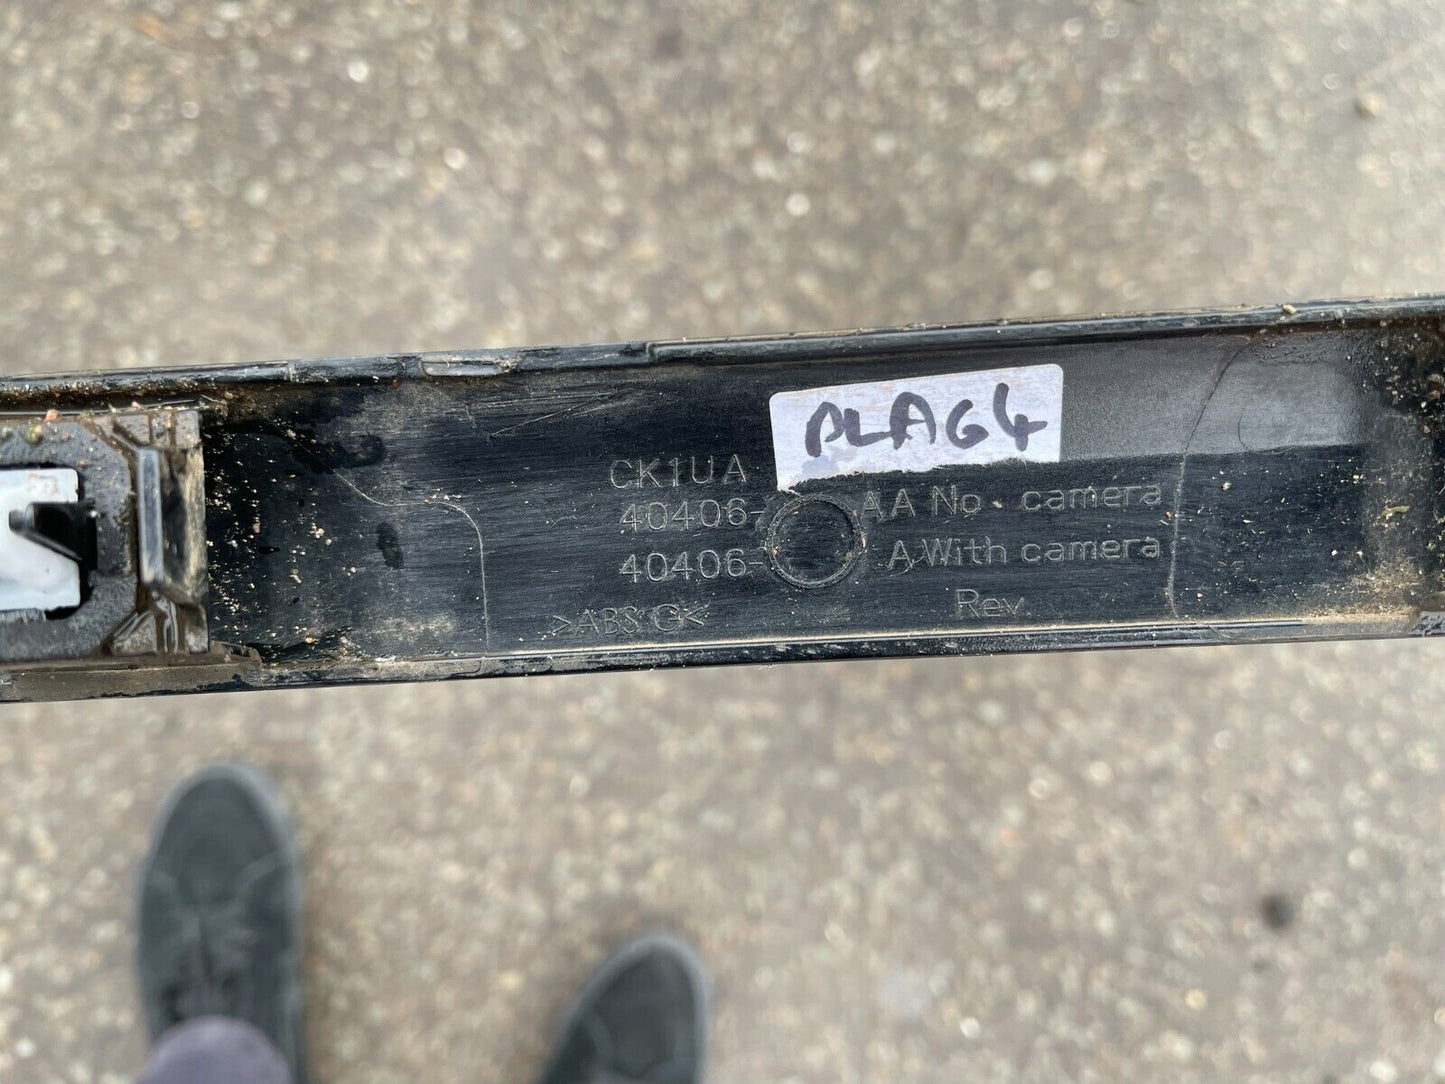 PLAG4
CK1UA
40406- AA No camera
40406- A With camera
>ABS G<
Rev